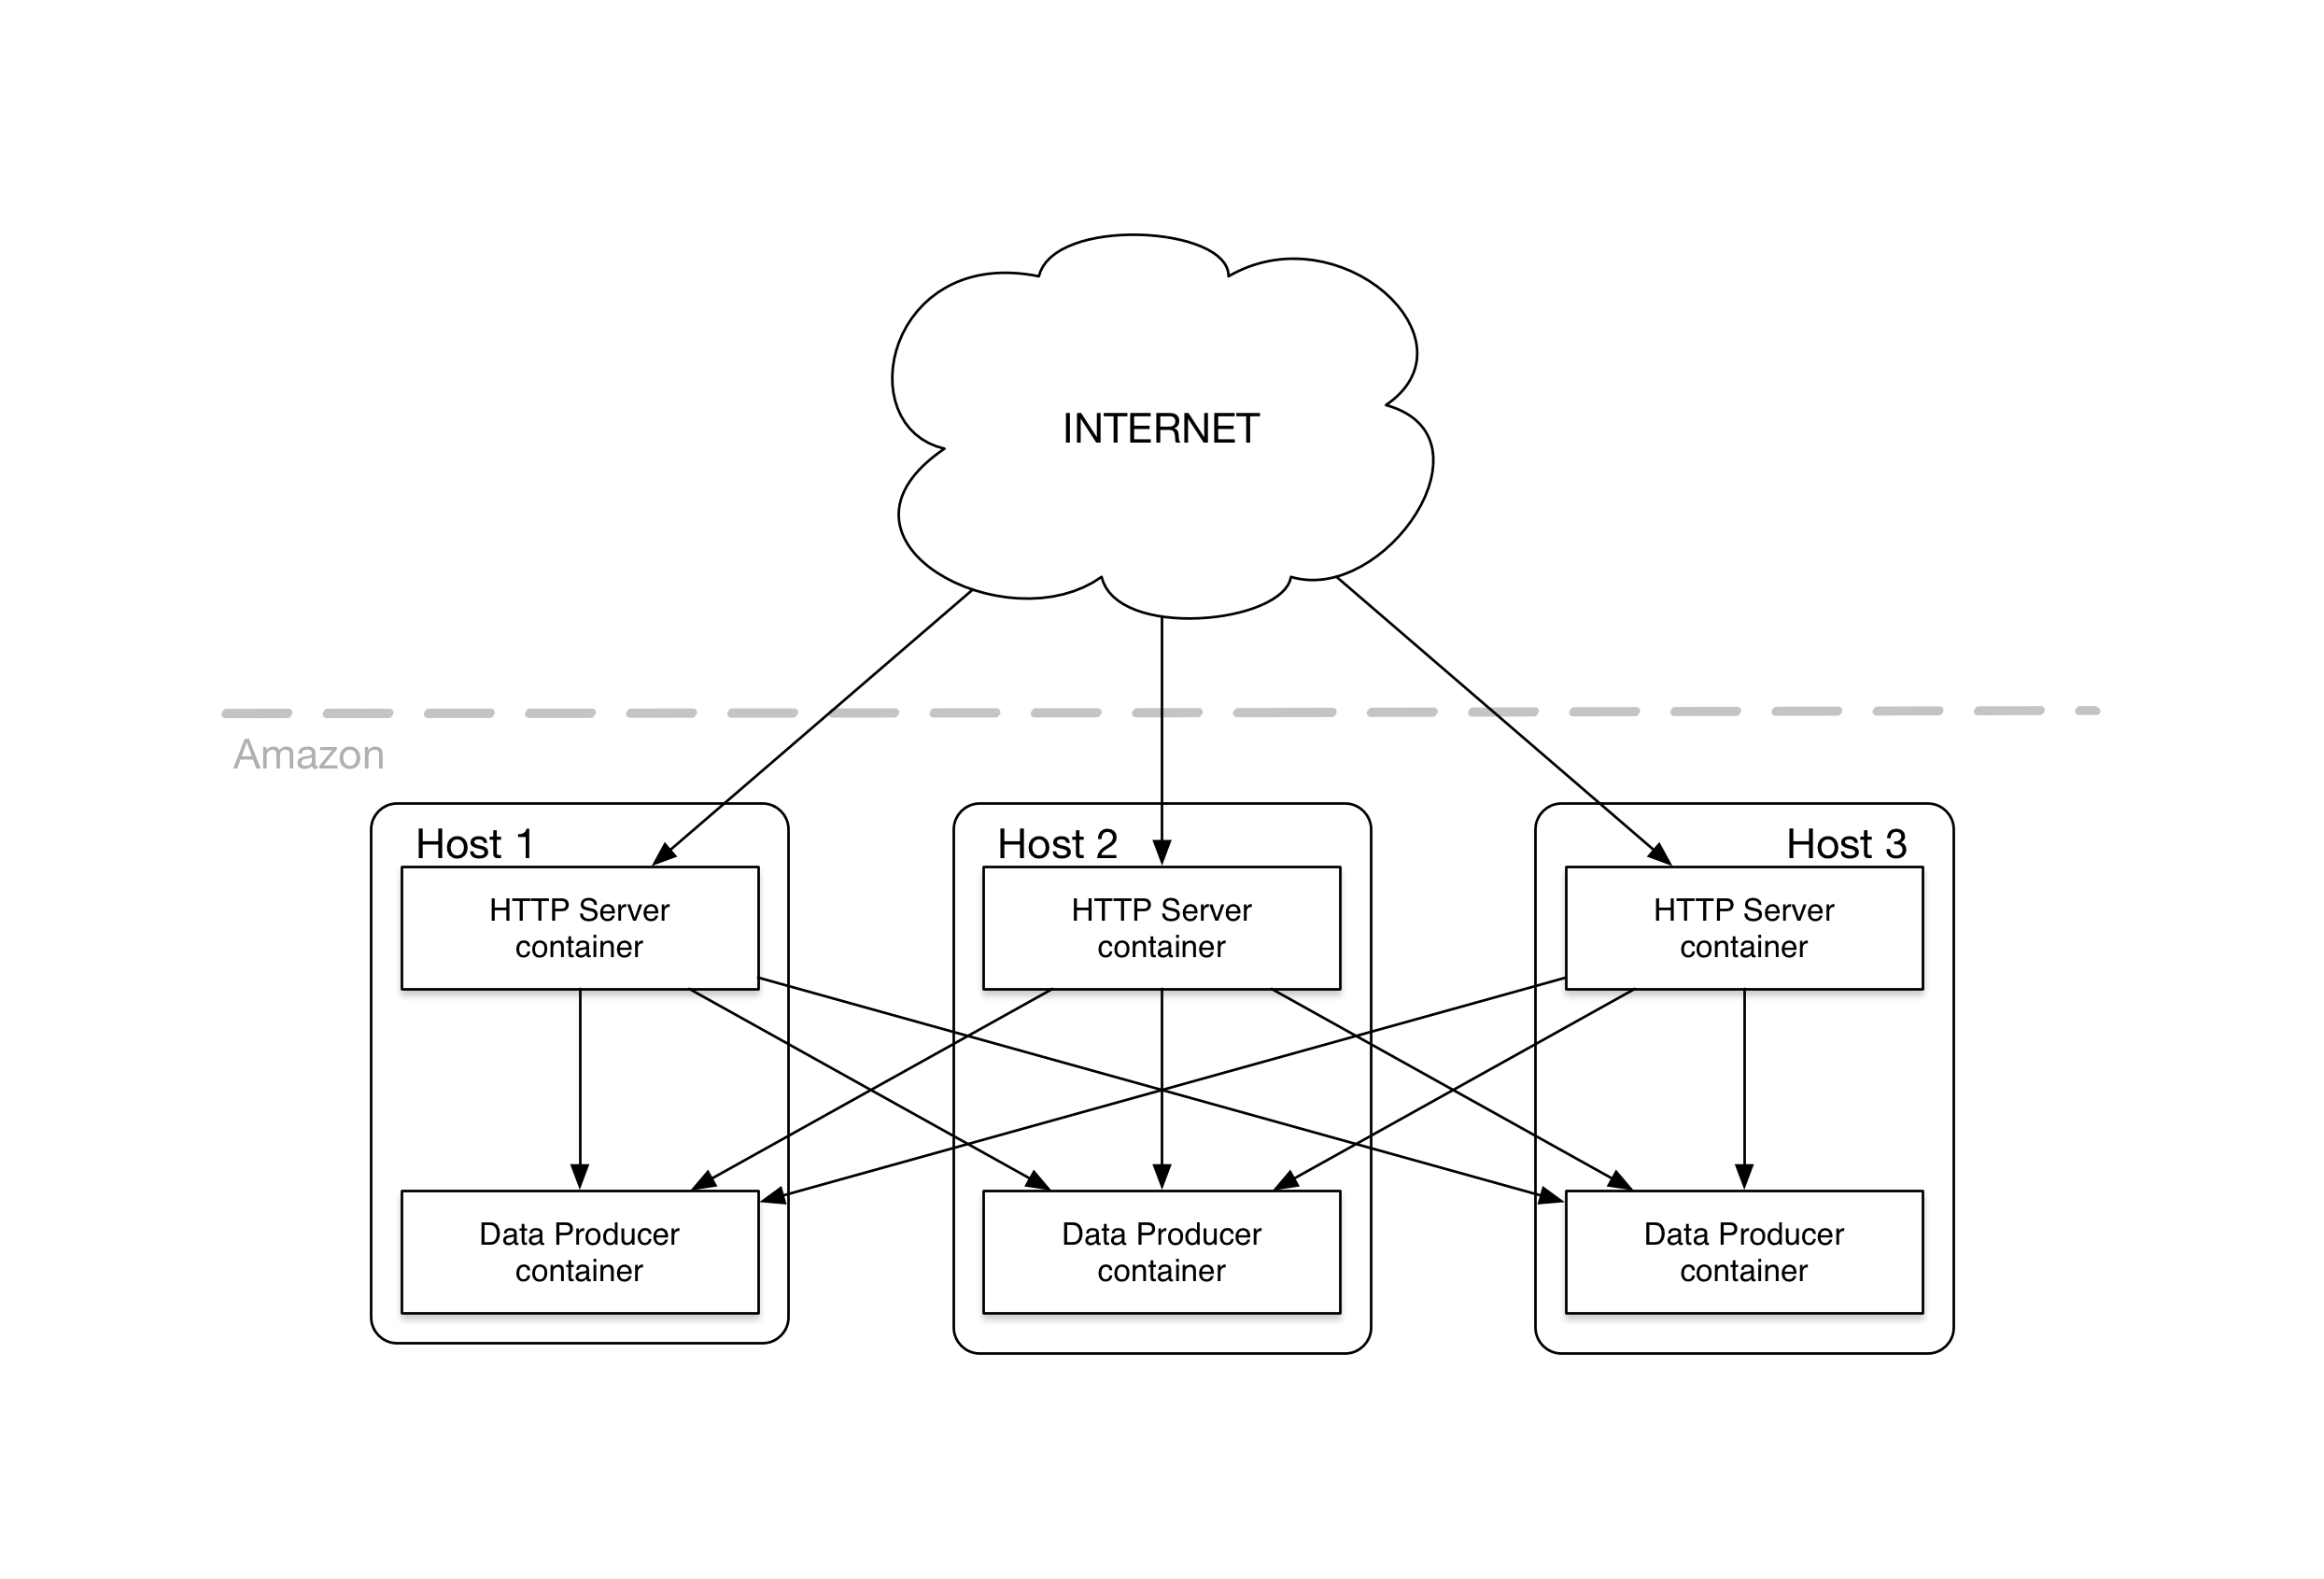 INTERNET
Amazon
Host 1
Host 2
Host 3
HTTP Server
container
HTTP Server
container
HTTP Server
container
Data Producer
container
Data Producer
container
Data Producer
container